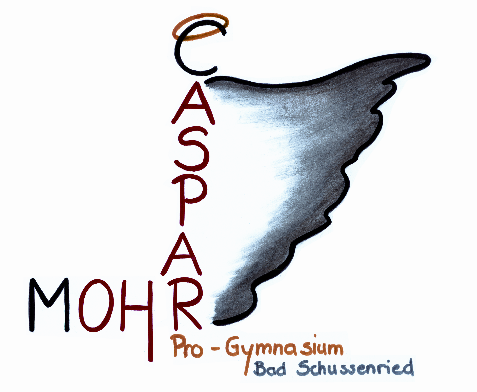 CASPAR
MOHR
Pro-Gymnasium
Bad Schussenried